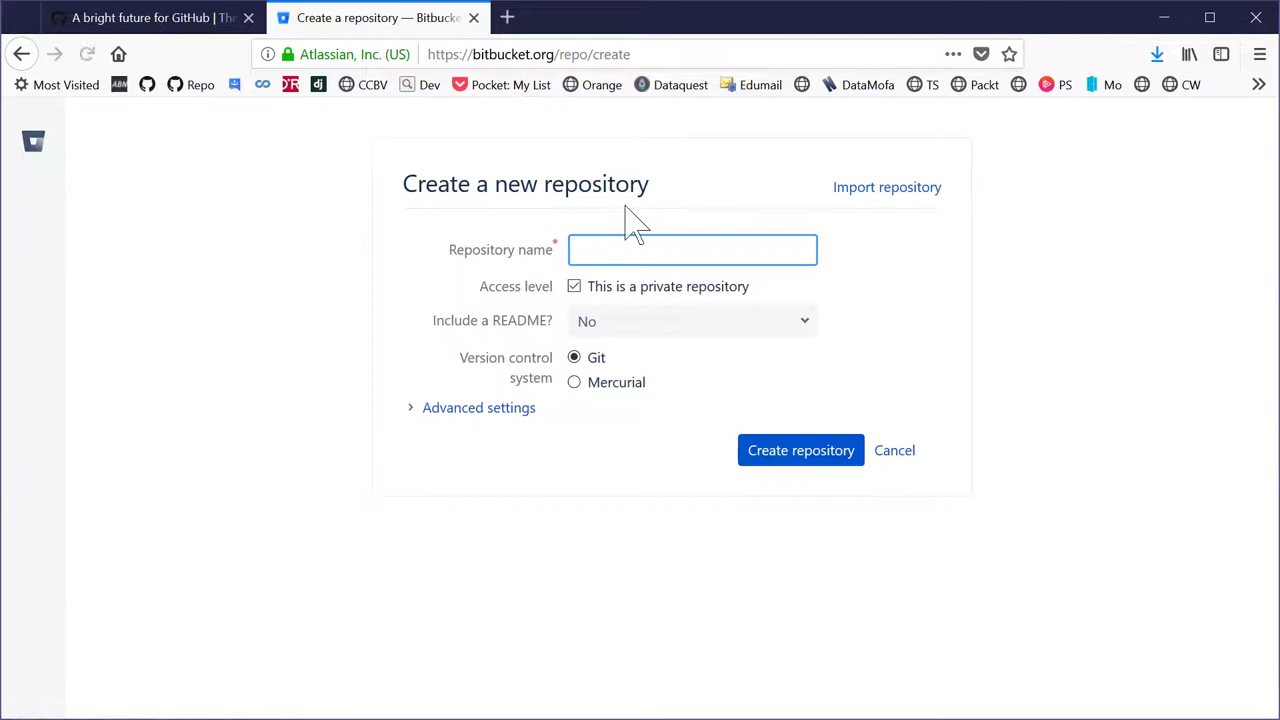 A bright future for GitHub | The
Create a repository — Bitbucke
Atlassian, Inc. (US)
https://bitbucket.org/repo/create
Most Visited
ABN
Repo
DR
dj
CCBV
Dev
Pocket: My List
Orange
Dataquest
Edumail
DataMofa
TS
Packt
PS
Mo
CW
Create a new repository
Import repository
Repository name*
Access level
This is a private repository
Include a README?
No
Version control
system
Git
Mercurial
Advanced settings
Create repository
Cancel